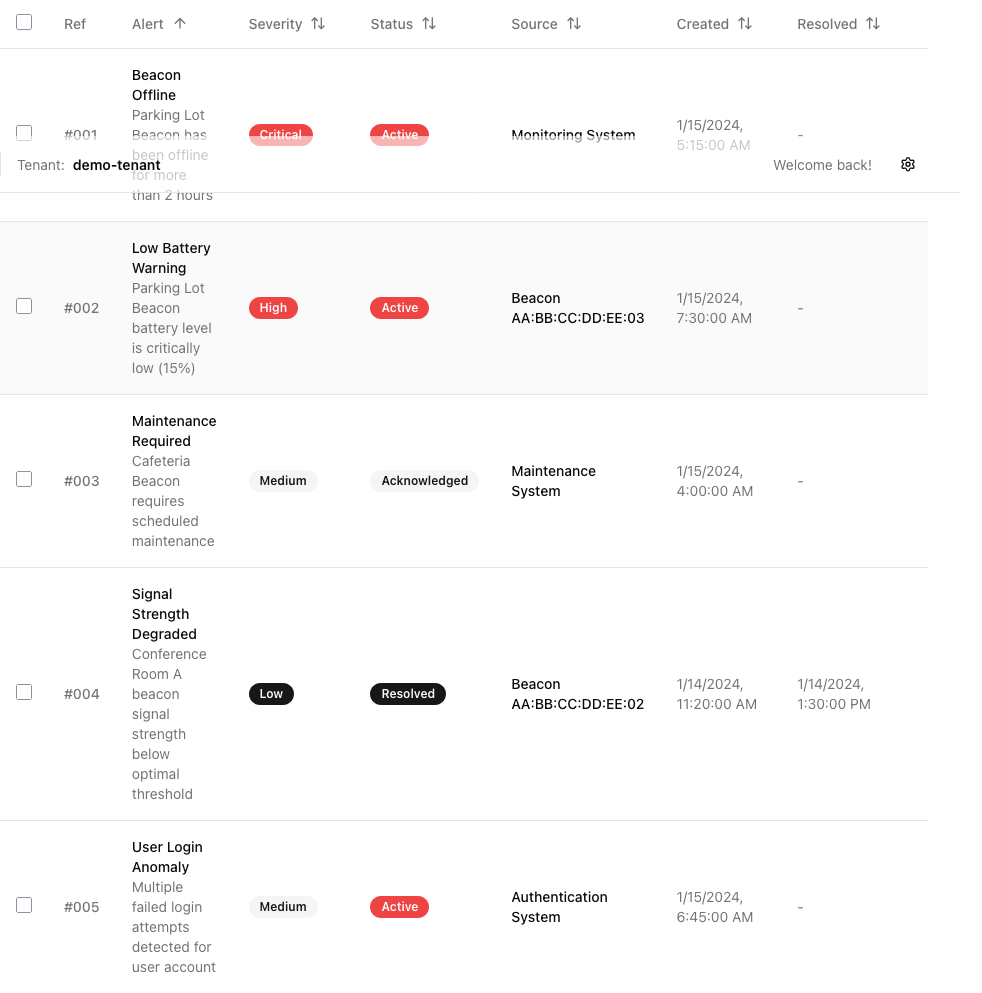 Ref Alert Severity Status Source Created Resolved
Beacon
Offline
Parking Lot
Beacon has
been offline
for more
than 2 hours
#001
Critical
Active
Monitoring System
1/15/2024,
5:15:00 AM
-
Tenant: demo-tenant
Welcome back!
Low Battery
Warning
Parking Lot
Beacon
battery level
is critically
low (15%)
#002
High
Active
Beacon
AA:BB:CC:DD:EE:03
1/15/2024,
7:30:00 AM
-
Maintenance
Required
Cafeteria
Beacon
requires
scheduled
maintenance
#003
Medium
Acknowledged
Maintenance
System
1/15/2024,
4:00:00 AM
-
Signal
Strength
Degraded
Conference
Room A
beacon
signal
strength
below
optimal
threshold
#004
Low
Resolved
Beacon
AA:BB:CC:DD:EE:02
1/14/2024,
11:20:00 AM
1/14/2024,
1:30:00 PM
User Login
Anomaly
Multiple
failed login
attempts
detected for
user account
#005
Medium
Active
Authentication
System
1/15/2024,
6:45:00 AM
-